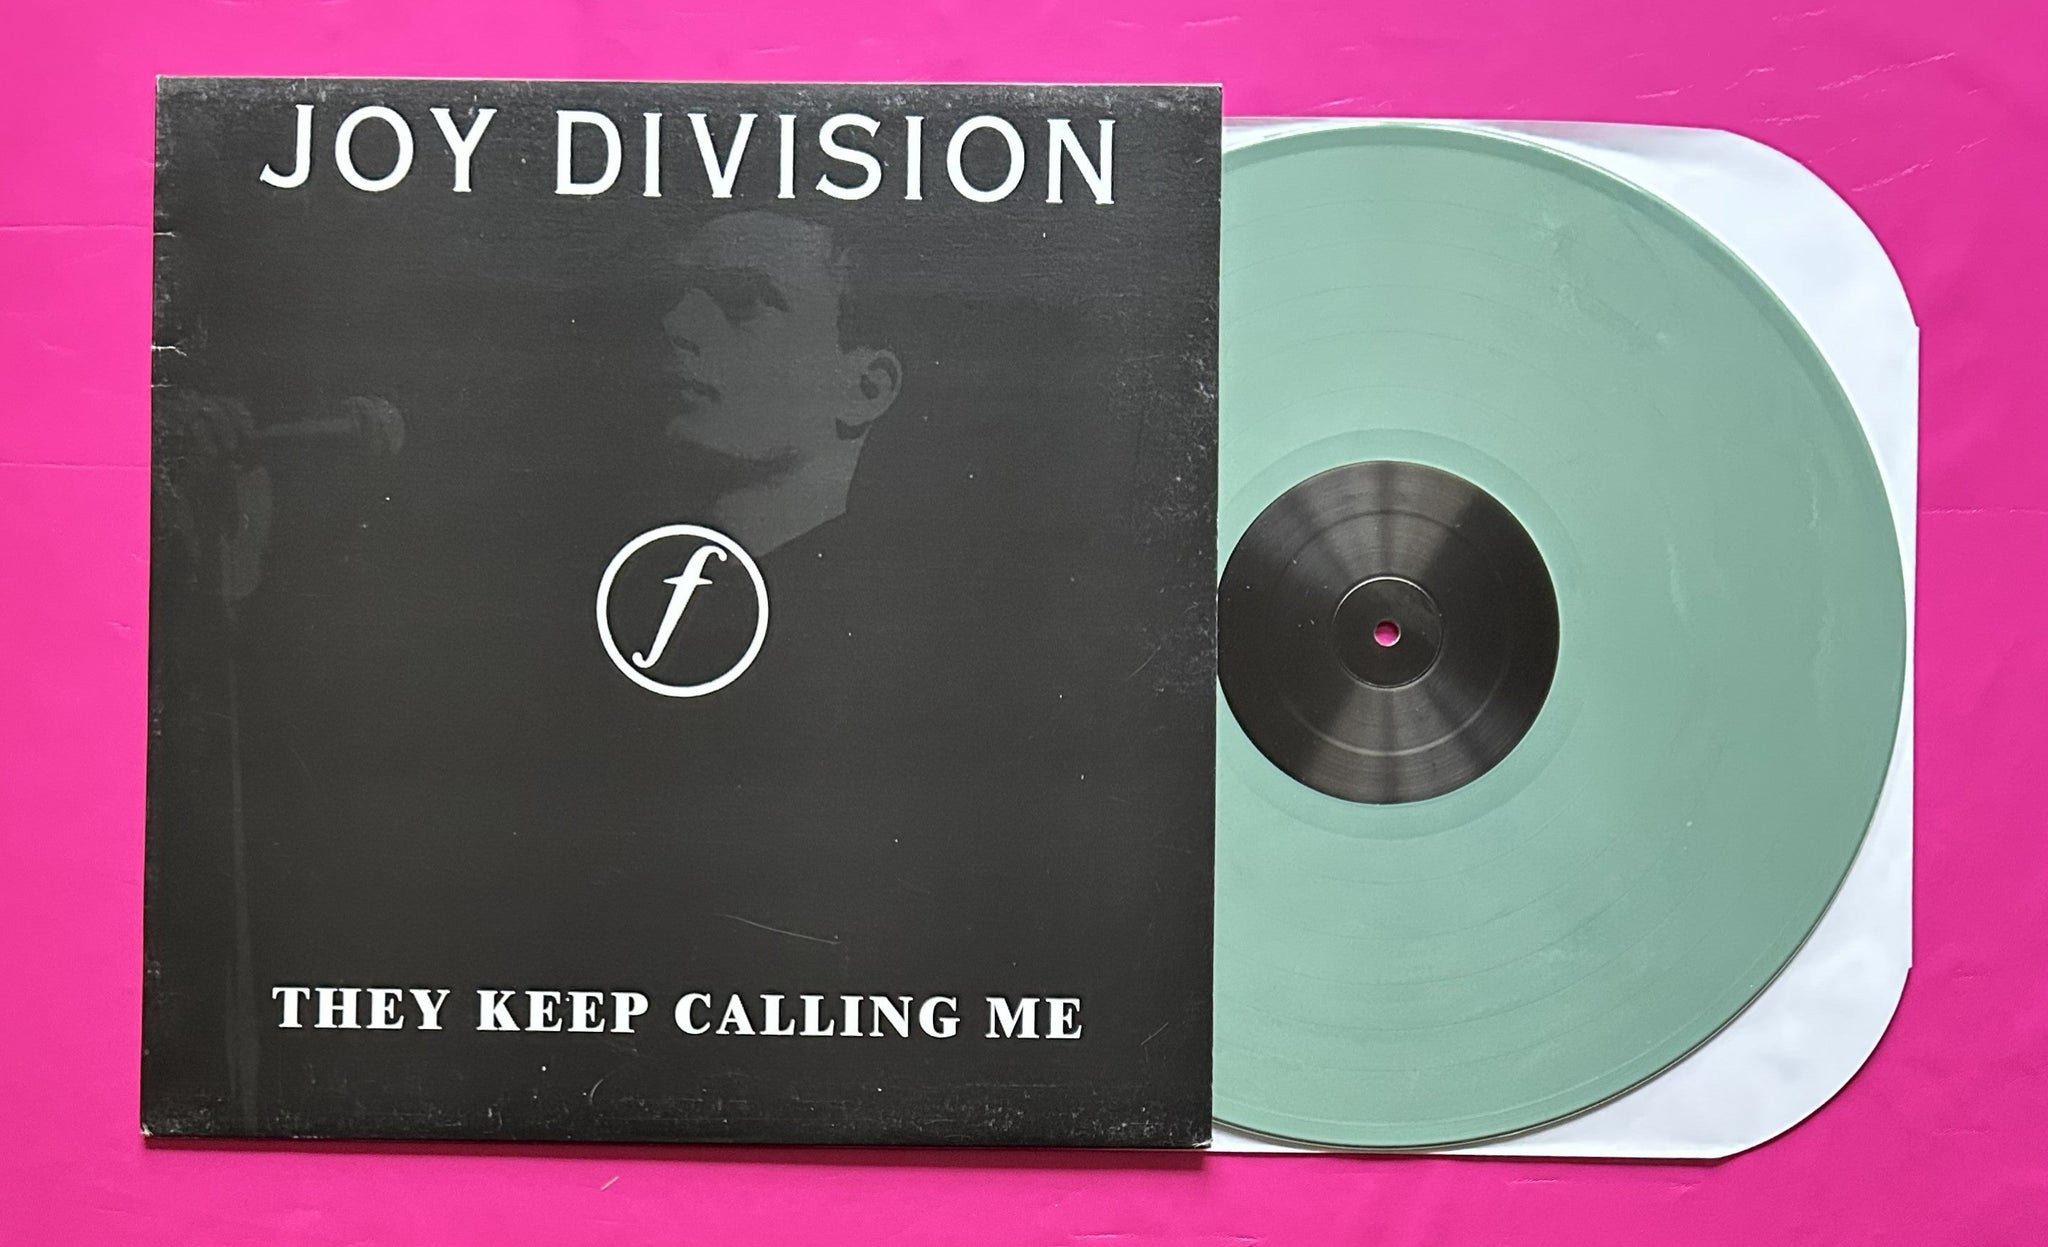 JOY DIVISION
f
THEY KEEP CALLING ME